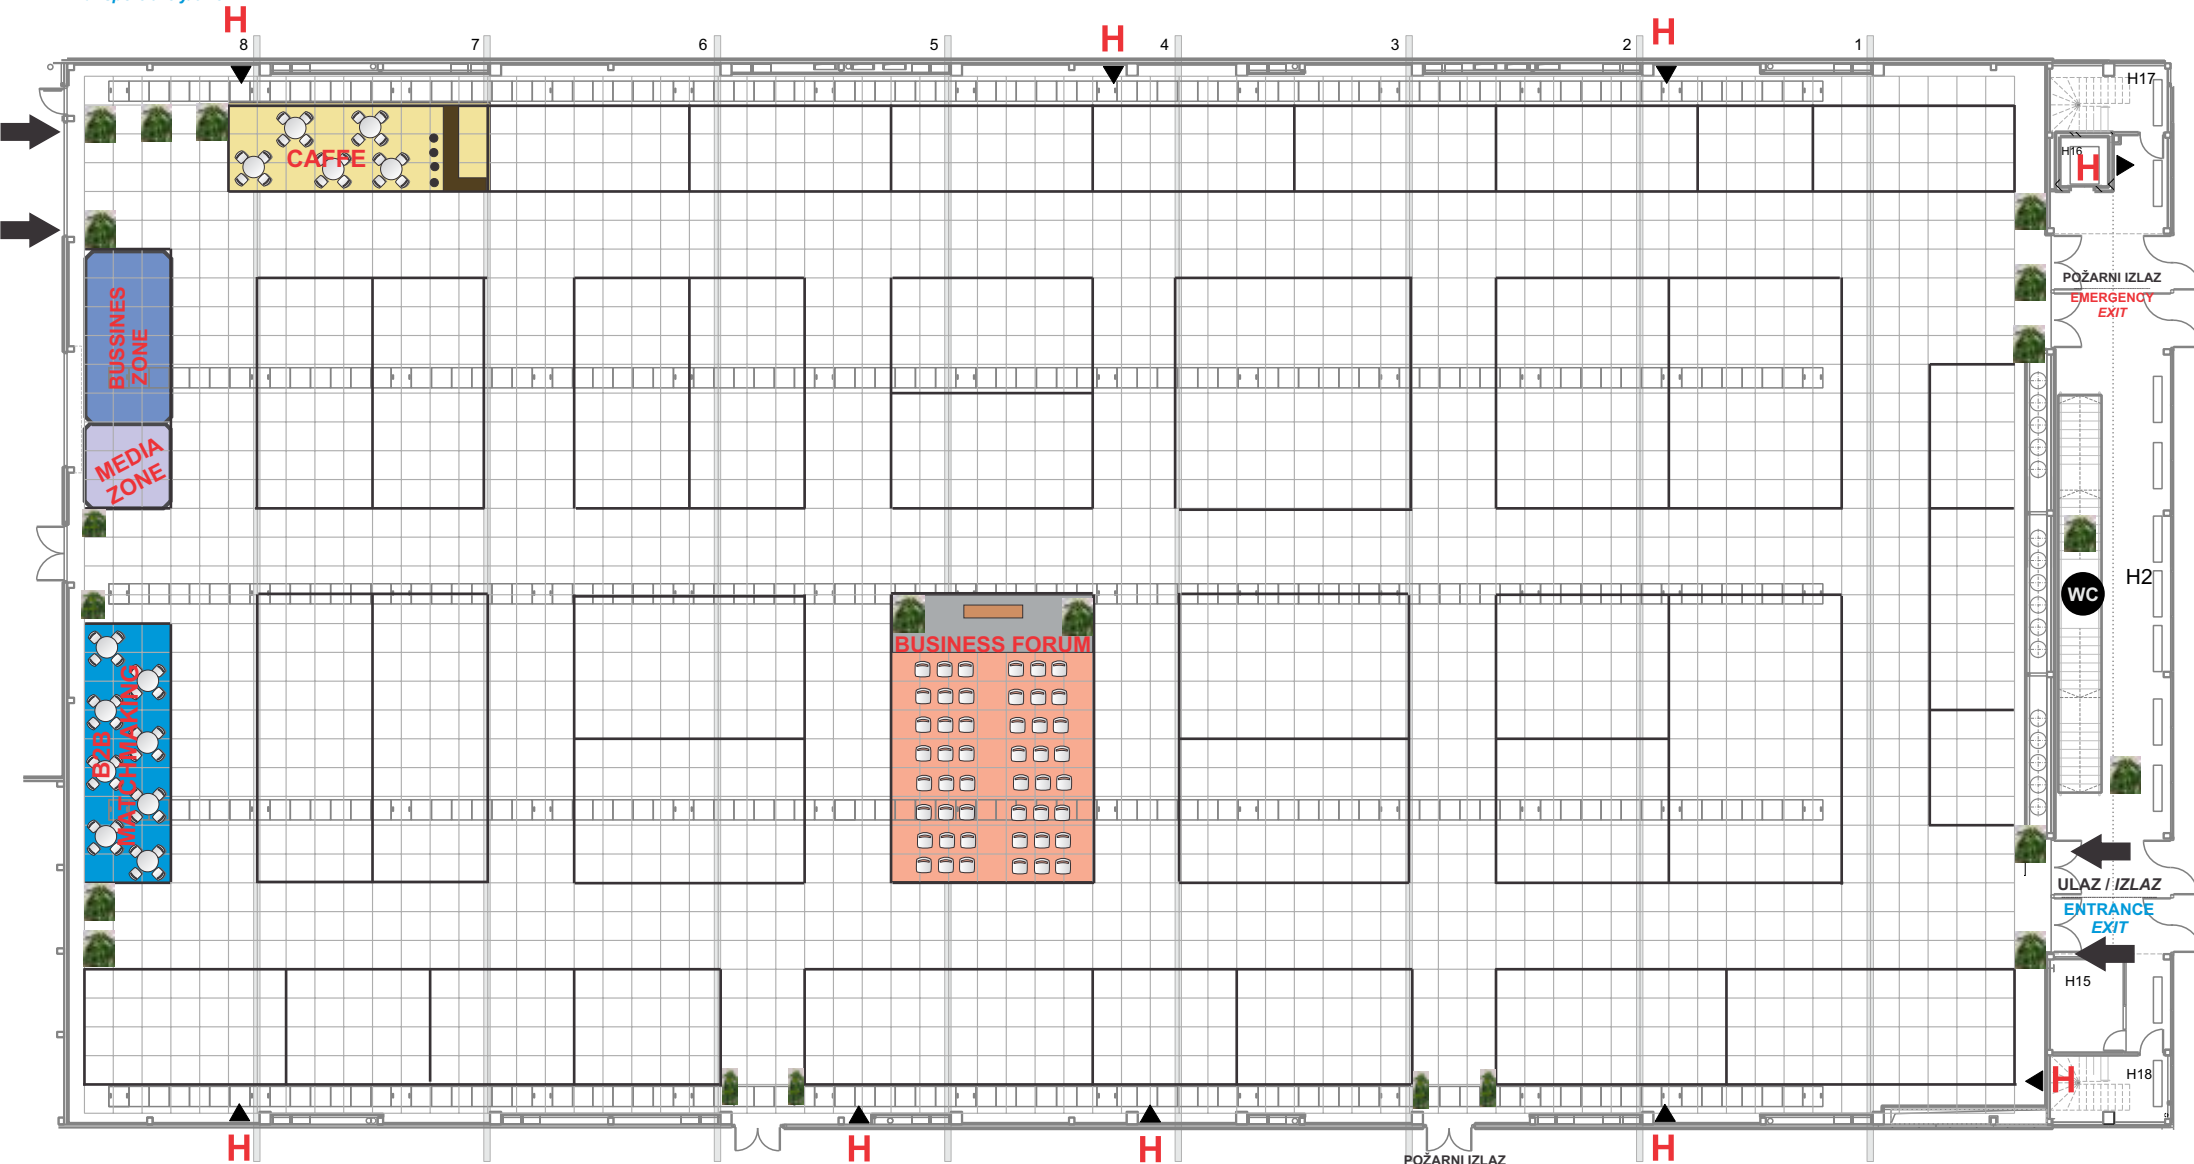 H
H
H
8
7
6
5
4
3
2
1
H17
H16
H
CAFFE
POŽARNI IZLAZ
EMERGENCY
EXIT
BUSSINES
ZONE
MEDIA
ZONE
H2
WC
BUSINESS FORUM
B2B
MATCHMAKING
ULAZ / IZLAZ
ENTRANCE
EXIT
H15
H18
H
H
H
H
H
POŽARNI IZLAZ